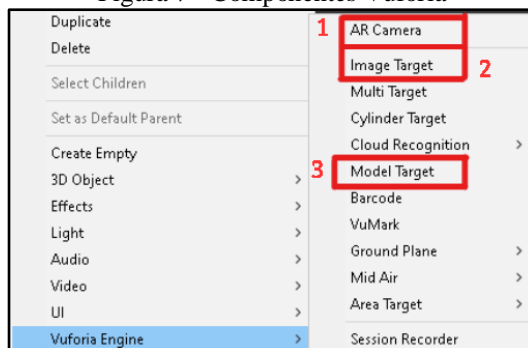 Duplicate
Delete
Select Children
Set as Default Parent
Create Empty
3D Object >
Effects >
Light >
Audio >
Video >
UI >
Vuforia Engine >
1 AR Camera
Image Target 2
Multi Target
Cylinder Target
Cloud Recognition >
3 Model Target
Barcode
VuMark
Ground Plane >
Mid Air >
Area Target >
Session Recorder